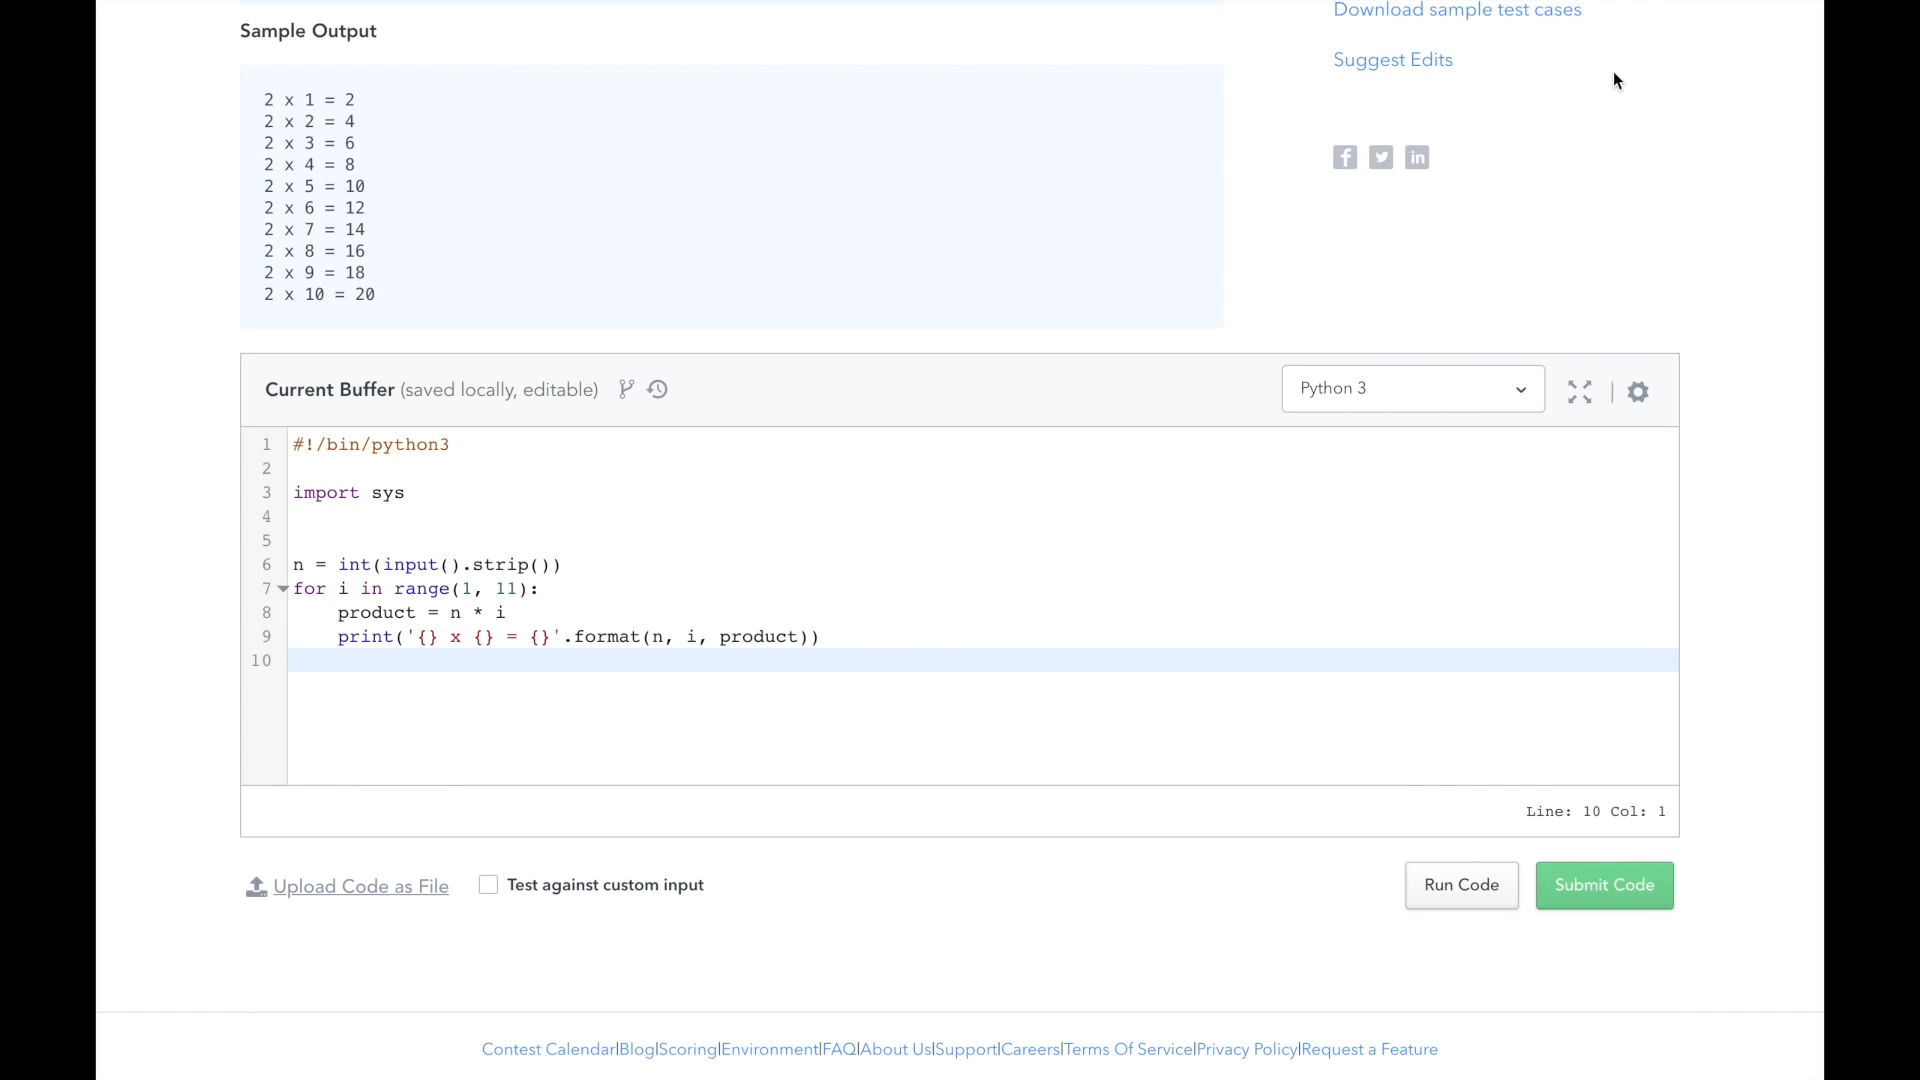 Download sample test cases
Sample Output
Suggest Edits
2 x 1 = 2
2 x 2 = 4
2 x 3 = 6
2 x 4 = 8
2 x 5 = 10
2 x 6 = 12
2 x 7 = 14
2 x 8 = 16
2 x 9 = 18
2 x 10 = 20
Current Buffer (saved locally, editable)
Python 3
1 #!/bin/python3
2
3 import sys
4
5
6 n = int(input().strip())
7 for i in range(1, 11):
8     product = n * i
9     print('{} x {} = {}'.format(n, i, product))
10
Line: 10 Col: 1
Upload Code as File
Test against custom input
Run Code
Submit Code
Contest Calendar|Blog|Scoring|Environment|FAQ|About Us|Support|Careers|Terms Of Service|Privacy Policy|Request a Feature